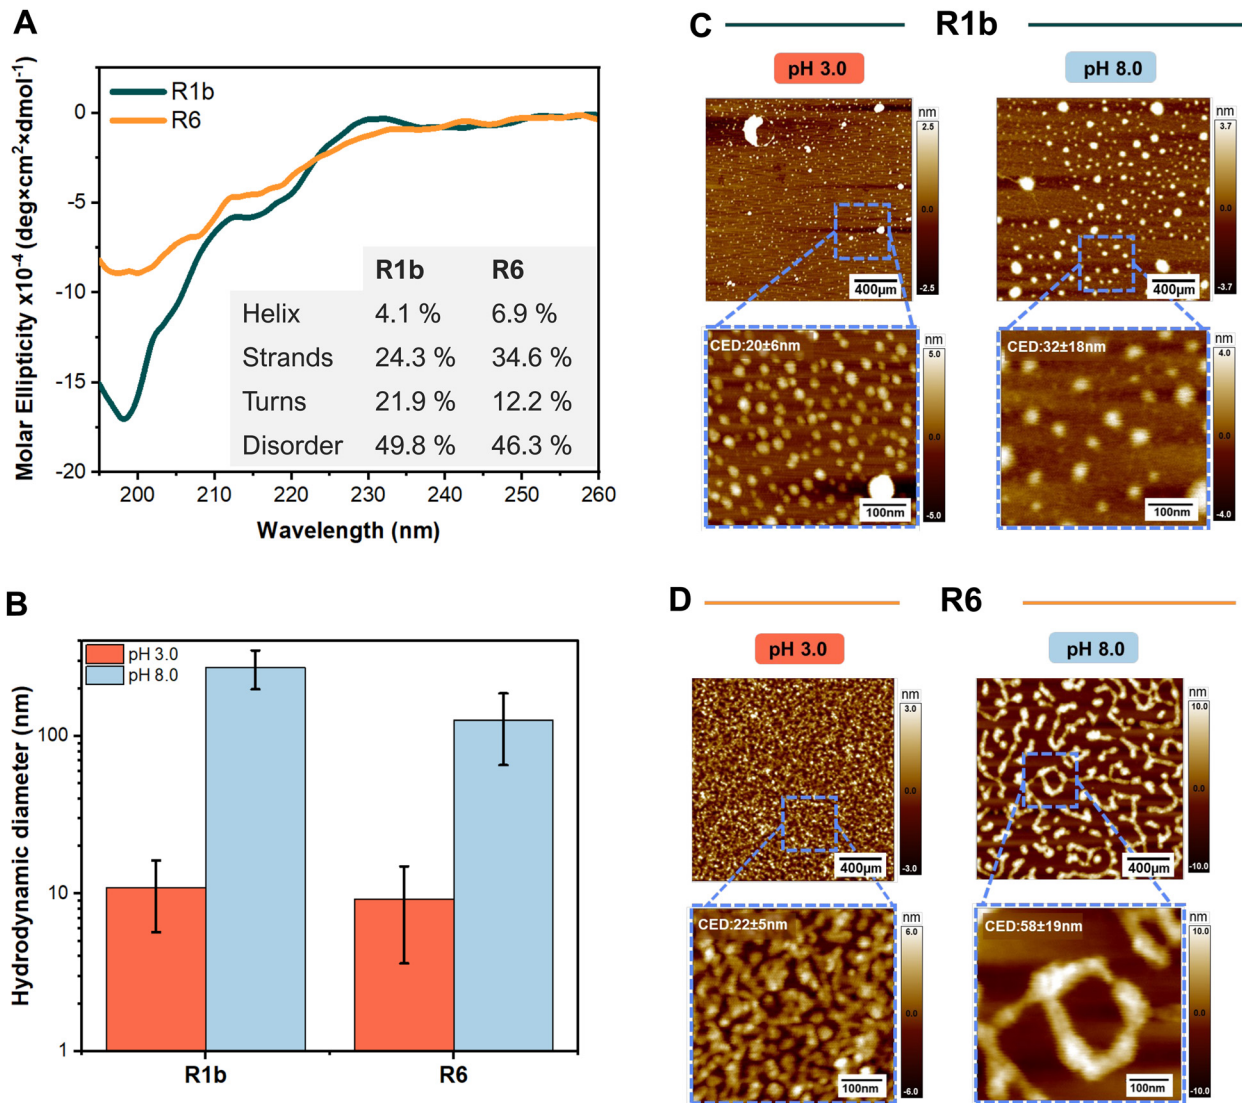 A
Molar Ellipticity x10⁻⁴ (deg×cm²×dmol⁻¹)
R1b
R6
0
-5
-10
-15
-20
R1b R6
Helix 4.1 % 6.9 %
Strands 24.3 % 34.6 %
Turns 21.9 % 12.2 %
Disorder 49.8 % 46.3 %
200 210 220 230 240 250 260
Wavelength (nm)
B
Hydrodynamic diameter (nm)
pH 3.0
pH 8.0
100
10
1
R1b R6
C R1b
pH 3.0 pH 8.0
nm
2.5
0.0
-2.5
400µm
nm
3.7
0.0
-3.7
400µm
CED:20±6nm
nm
5.0
0.0
-5.0
100nm
CED:32±18nm
nm
4.0
0.0
-4.0
100nm
D R6
pH 3.0 pH 8.0
nm
3.0
0.0
-3.0
400µm
nm
10.0
0.0
-10.0
400µm
CED:22±5nm
nm
6.0
0.0
-6.0
100nm
CED:58±19nm
nm
10.0
0.0
-10.0
100nm